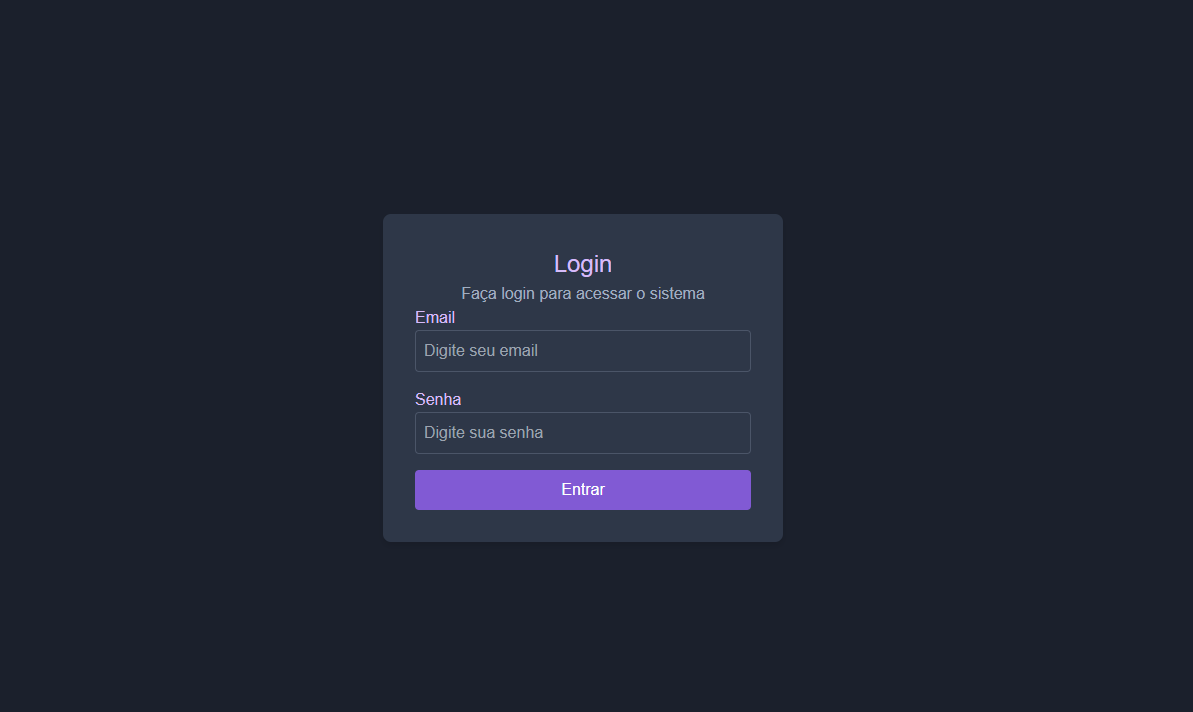 Login
Faça login para acessar o sistema
Email
Digite seu email
Senha
Digite sua senha
Entrar